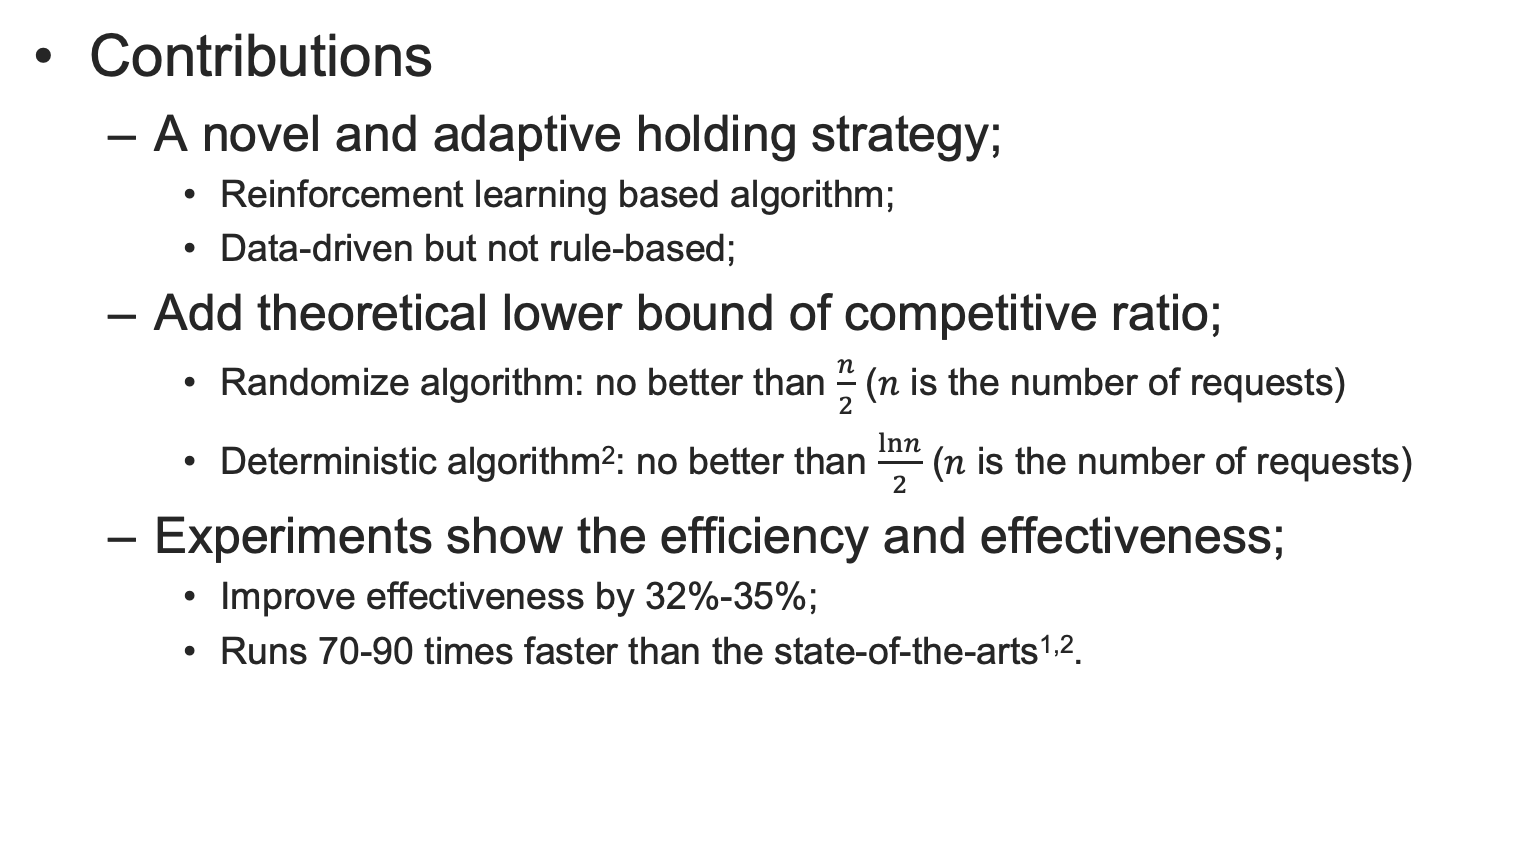 • Contributions
– A novel and adaptive holding strategy;
• Reinforcement learning based algorithm;
• Data-driven but not rule-based;
– Add theoretical lower bound of competitive ratio;
• Randomize algorithm: no better than n/2 (n is the number of requests)
• Deterministic algorithm²: no better than lnn/2 (n is the number of requests)
– Experiments show the efficiency and effectiveness;
• Improve effectiveness by 32%-35%;
• Runs 70-90 times faster than the state-of-the-arts¹,².